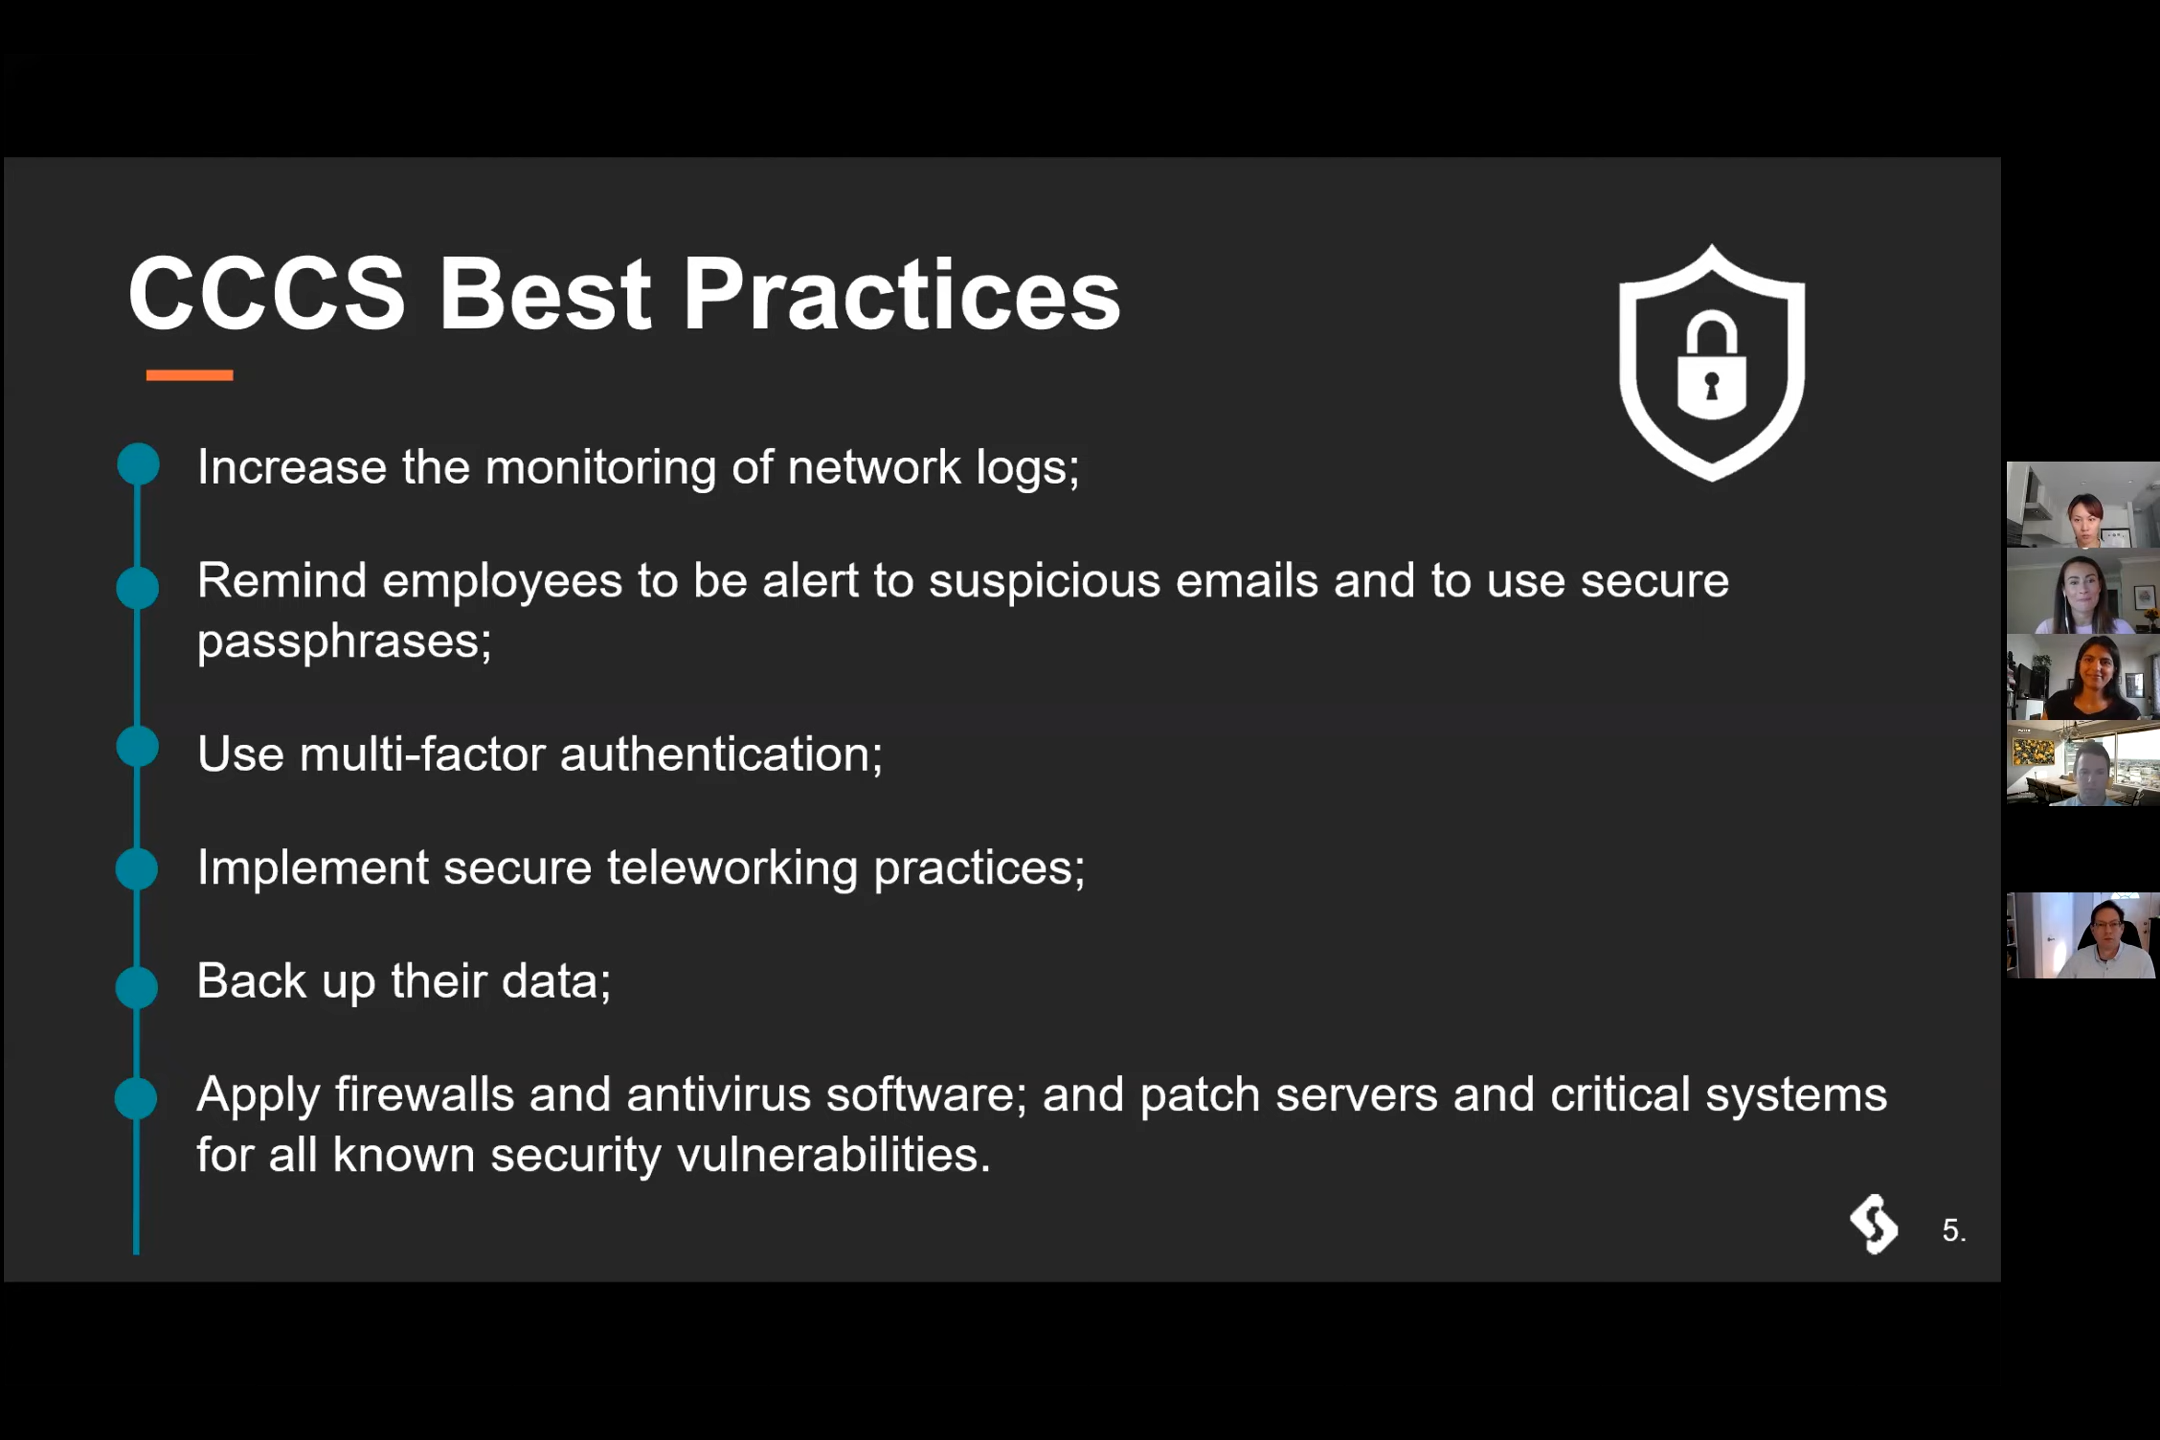 CCCS Best Practices
Increase the monitoring of network logs;
Remind employees to be alert to suspicious emails and to use secure
passphrases;
Use multi-factor authentication;
Implement secure teleworking practices;
Back up their data;
Apply firewalls and antivirus software; and patch servers and critical systems
for all known security vulnerabilities.
5.